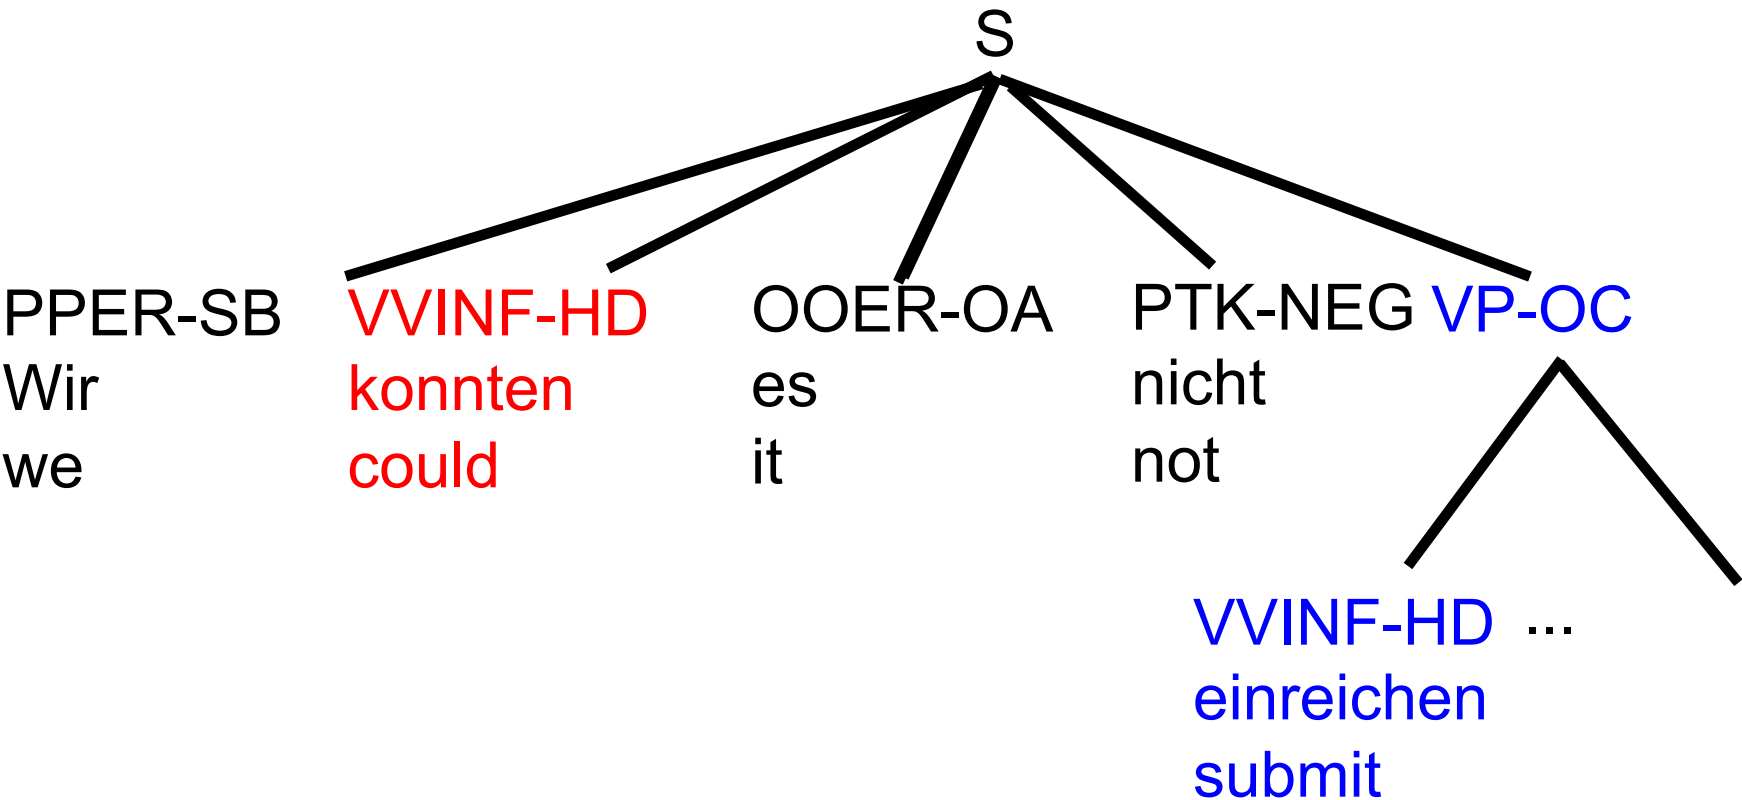 S
PPER-SB VVINF-HD OOER-OA PTK-NEG VP-OC
Wir konnten es nicht
we could it not
VVINF-HD ...
einreichen
submit